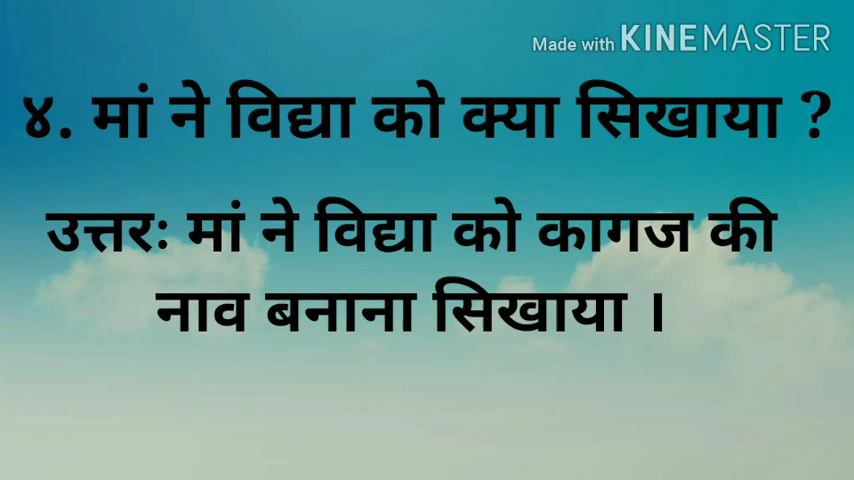 Made with KINEMASTER
४. मां ने विद्या को क्या सिखाया ?
उत्तरः मां ने विद्या को कागज की
नाव बनाना सिखाया ।